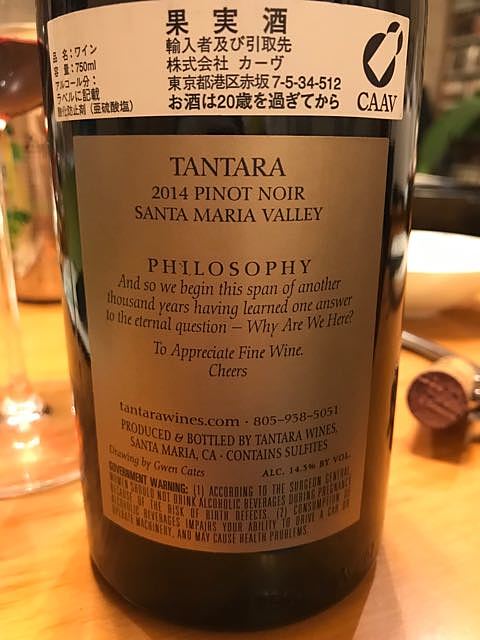 果実酒
品名：ワイン
容量：750ml
アルコール分：
ラベルに記載
酸化防止剤（亜硫酸塩）
輸入者及び引取先
株式会社 カーヴ
東京都港区赤坂7-5-34-512
お酒は20歳を過ぎてから
CAAV
TANTARA
2014 PINOT NOIR
SANTA MARIA VALLEY
PHILOSOPHY
And so we begin this span of another
thousand years having learned one answer
to the eternal question – Why Are We Here?
To Appreciate Fine Wine.
Cheers
tantarawines.com · 805-938-5051
PRODUCED & BOTTLED BY TANTARA WINES,
SANTA MARIA, CA · CONTAINS SULFITES
Drawing by Gwen Cates
ALC. 14.5% BY VOL.
GOVERNMENT WARNING: (1) ACCORDING TO THE SURGEON GENERAL,
WOMEN SHOULD NOT DRINK ALCOHOLIC BEVERAGES DURING PREGNANCY
BECAUSE OF THE RISK OF BIRTH DEFECTS. (2) CONSUMPTION OF
ALCOHOLIC BEVERAGES IMPAIRS YOUR ABILITY TO DRIVE A CAR OR
OPERATE MACHINERY, AND MAY CAUSE HEALTH PROBLEMS.